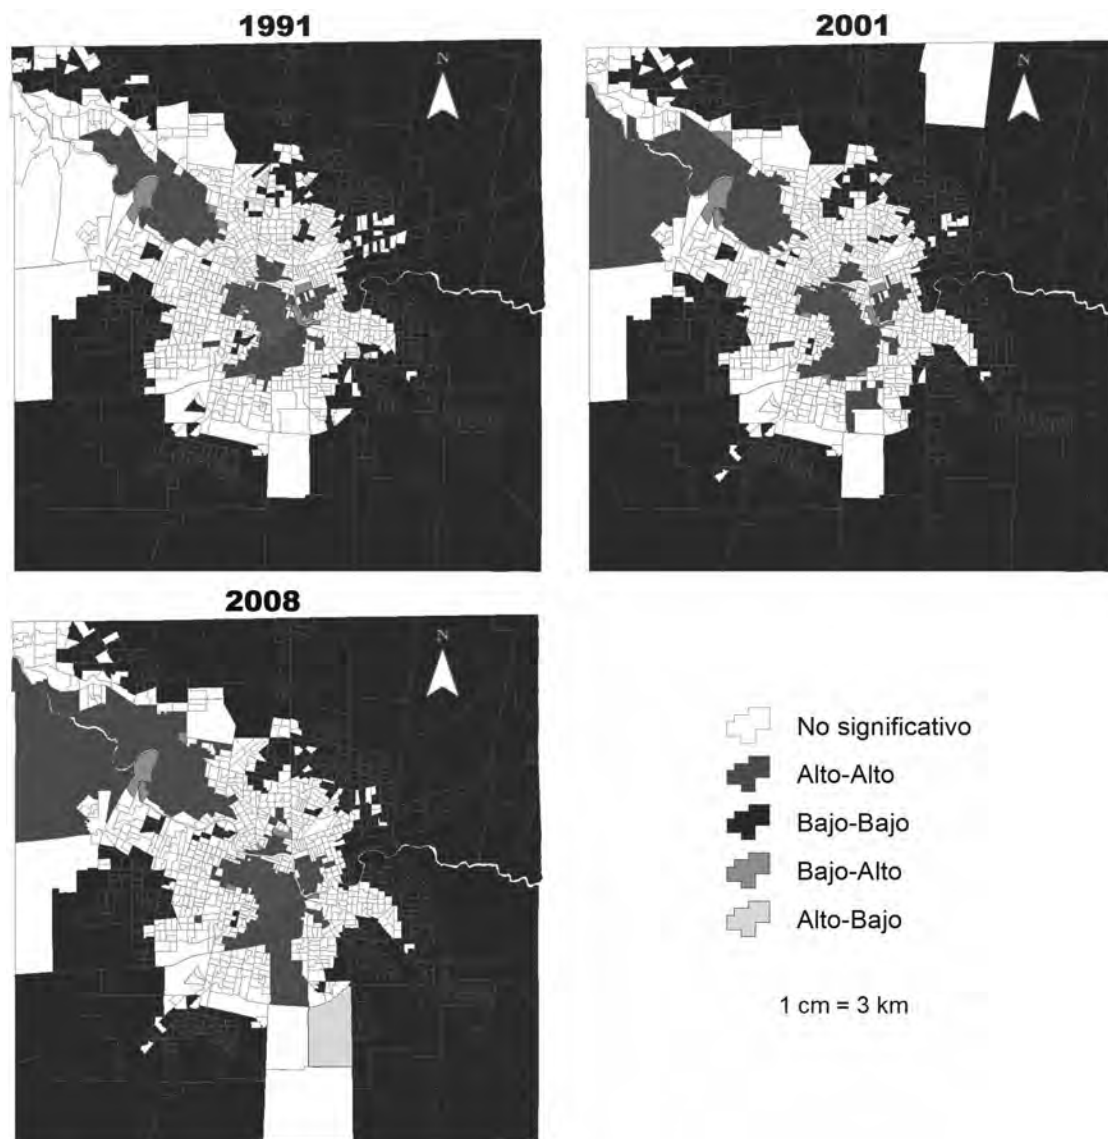 1991
2001
N
N
2008
N
No significativo
Alto-Alto
Bajo-Bajo
Bajo-Alto
Alto-Bajo
1 cm = 3 km